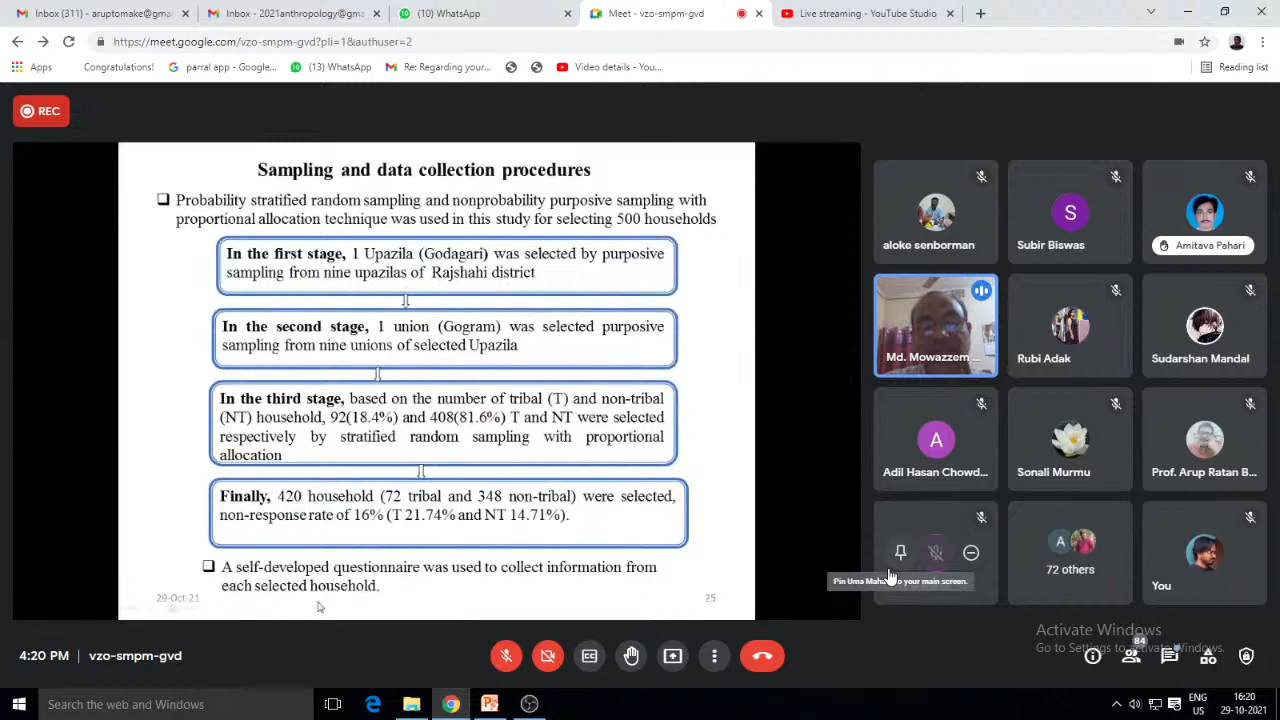 Inbox (311) - aruptomake@gma
Inbox - 2021anthropology@gma
(10) WhatsApp
Meet - vzo-smpm-gvd
Live streaming - YouTube Studio
https://meet.google.com/vzo-smpm-gvd?pli=1&authuser=2
Apps
Congratulations!
parral app - Google...
(13) WhatsApp
Re: Regarding your...
Video details - You...
Reading list
REC
Sampling and data collection procedures
❑ Probability stratified random sampling and nonprobability purposive sampling with
proportional allocation technique was used in this study for selecting 500 households
In the first stage, 1 Upazila (Godagari) was selected by purposive
sampling from nine upazilas of Rajshahi district
In the second stage, 1 union (Gogram) was selected purposive
sampling from nine unions of selected Upazila
In the third stage, based on the number of tribal (T) and non-tribal
(NT) household, 92(18.4%) and 408(81.6%) T and NT were selected
respectively by stratified random sampling with proportional
allocation
Finally, 420 household (72 tribal and 348 non-tribal) were selected,
non-response rate of 16% (T 21.74% and NT 14.71%).
❑ A self-developed questionnaire was used to collect information from
each selected household.
29-Oct-21
25
aloke senborman
S
Subir Biswas
Amitava Pahari
Md. Mowazzem ...
Rubi Adak
Sudarshan Mandal
A
Adil Hasan Chowd...
Sonali Murmu
Prof. Arup Ratan B...
Pin Uma Maha to your main screen.
A
72 others
You
Activate Windows
Go to Settings to activate Windows.
4:20 PM | vzo-smpm-gvd
84
Search the web and Windows
ENG
US
16:20
29-10-2021